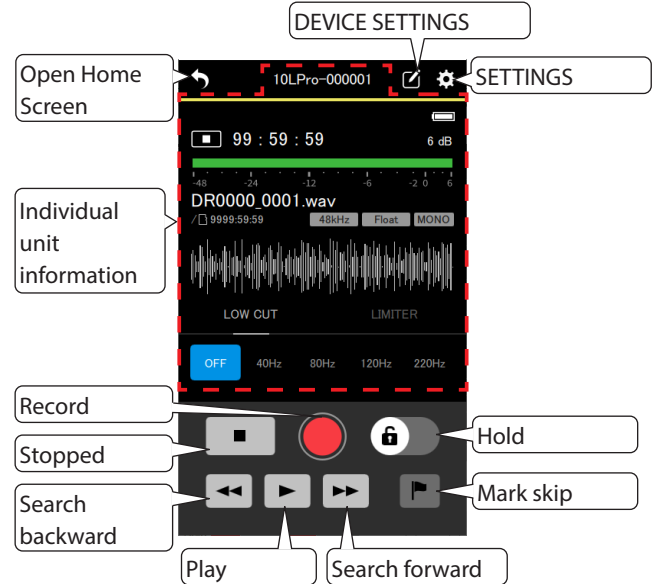 DEVICE SETTINGS
Open Home
Screen
10LPro-000001
SETTINGS
99 : 59 : 59
6 dB
-48 -24 -12 -6 -2 0 6
DR0000_0001.wav
/ 9999:59:59 48kHz Float MONO
Individual
unit
information
LOW CUT LIMITER
OFF 40Hz 80Hz 120Hz 220Hz
Record
Stopped
Hold
Search
backward
Mark skip
Play
Search forward